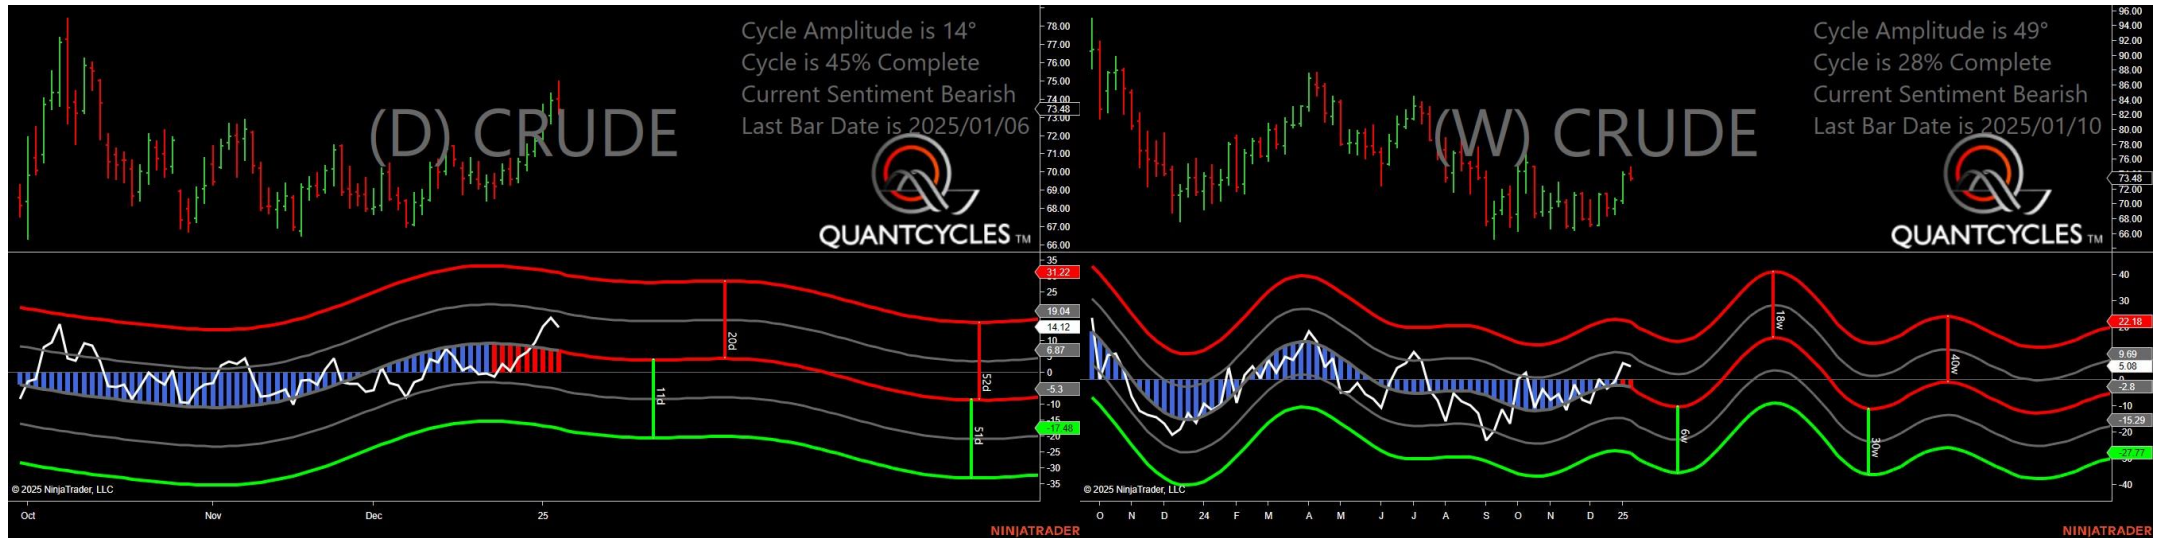 Cycle Amplitude is 14°
Cycle is 45% Complete
Current Sentiment Bearish
Last Bar Date is 2025/01/06
(D) CRUDE
QUANTCYCLES TM
78.00
77.00
76.00
75.00
74.00
73.48
73.00
72.00
71.00
70.00
69.00
68.00
67.00
66.00
35
31.22
25
19.04
14.12
10
6.87
0
-5.3
-10
-17.48
-20
-25
-30
-35
20d
11d
52d
51d
© 2025 NinjaTrader, LLC
Oct Nov Dec 25
NINJATRADER
Cycle Amplitude is 49°
Cycle is 28% Complete
Current Sentiment Bearish
Last Bar Date is 2025/01/10
(W) CRUDE
QUANTCYCLES TM
96.00
94.00
92.00
90.00
88.00
86.00
84.00
82.00
80.00
78.00
76.00
73.48
72.00
70.00
68.00
66.00
40
30
22.18
9.69
5.08
-2.8
-10
-15.29
-20
-27.77
-40
18w
40w
6w
30w
© 2025 NinjaTrader, LLC
O N D 24 F M A M J J A S O N D 25
NINJATRADER